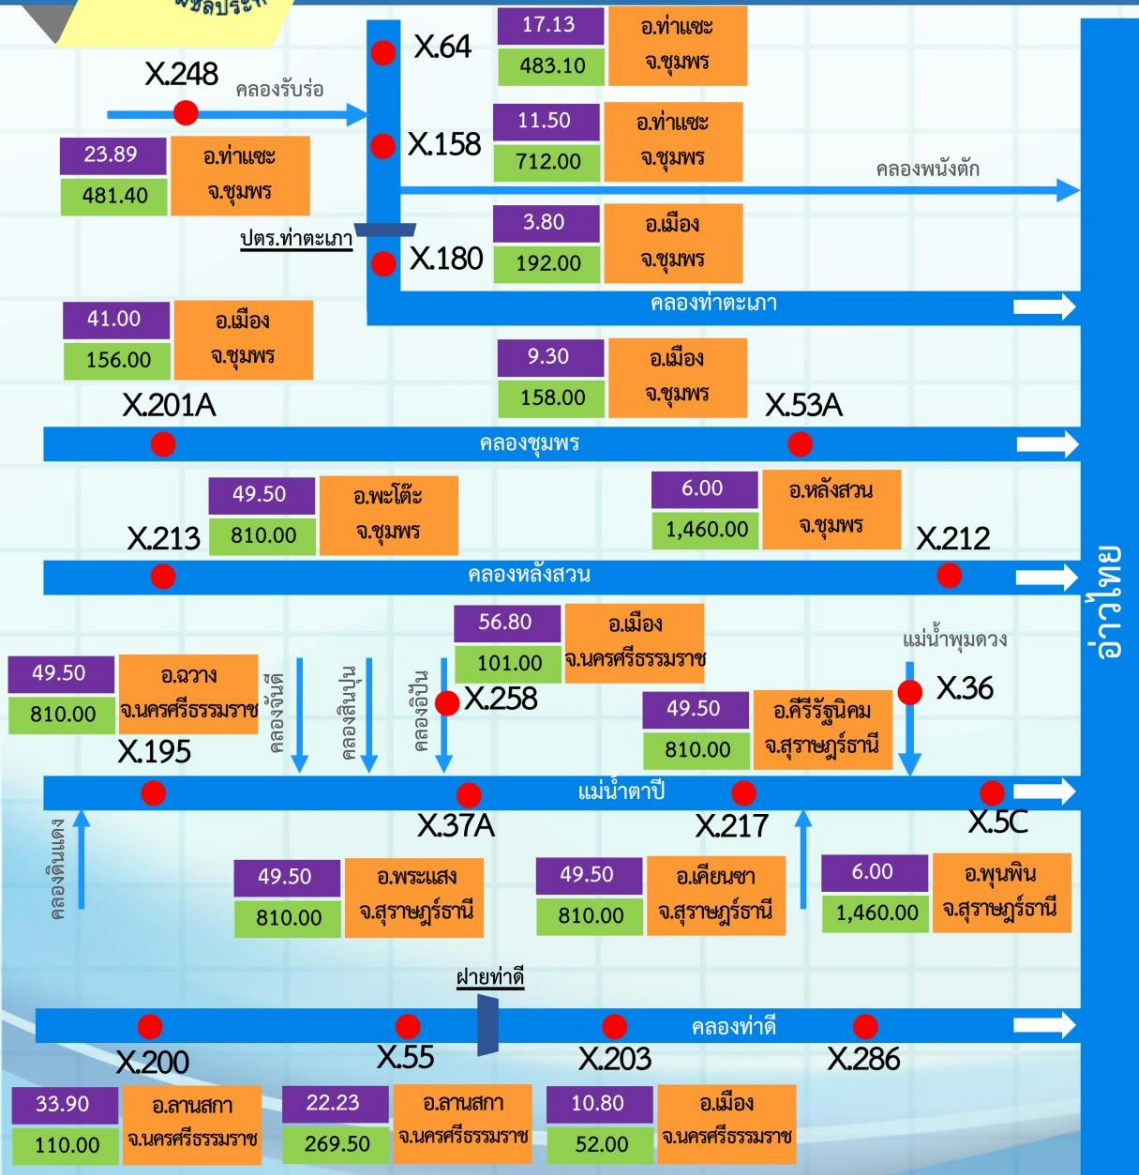 X.64
17.13
483.10
อ.ท่าแซะ
จ.ชุมพร
X.248
คลองรับร่อ
23.89
481.40
อ.ท่าแซะ
จ.ชุมพร
X.158
11.50
712.00
อ.ท่าแซะ
จ.ชุมพร
คลองพนังตัก
ปตร.ท่าตะเภา
X.180
3.80
192.00
อ.เมือง
จ.ชุมพร
คลองท่าตะเภา
41.00
156.00
อ.เมือง
จ.ชุมพร
X.201A
9.30
158.00
อ.เมือง
จ.ชุมพร
X.53A
คลองชุมพร
X.213
49.50
810.00
อ.พะโต๊ะ
จ.ชุมพร
6.00
1,460.00
อ.หลังสวน
จ.ชุมพร
X.212
คลองหลังสวน
อ่าวไทย
49.50
810.00
อ.ฉวาง
จ.นครศรีธรรมราช
X.195
คลองจันดี
คลองสินปุน
คลองอิปัน
56.80
101.00
อ.เมือง
จ.นครศรีธรรมราช
X.258
49.50
810.00
อ.คีรีรัฐนิคม
จ.สุราษฎร์ธานี
แม่น้ำพุมดวง
X.36
แม่น้ำตาปี
คลองดินแดง
X.37A
X.217
X.5C
49.50
810.00
อ.พระแสง
จ.สุราษฎร์ธานี
49.50
810.00
อ.เคียนซา
จ.สุราษฎร์ธานี
6.00
1,460.00
อ.พุนพิน
จ.สุราษฎร์ธานี
ฝายท่าดี
คลองท่าดี
X.200
X.55
X.203
X.286
33.90
110.00
อ.ลานสกา
จ.นครศรีธรรมราช
22.23
269.50
อ.ลานสกา
จ.นครศรีธรรมราช
10.80
52.00
อ.เมือง
จ.นครศรีธรรมราช